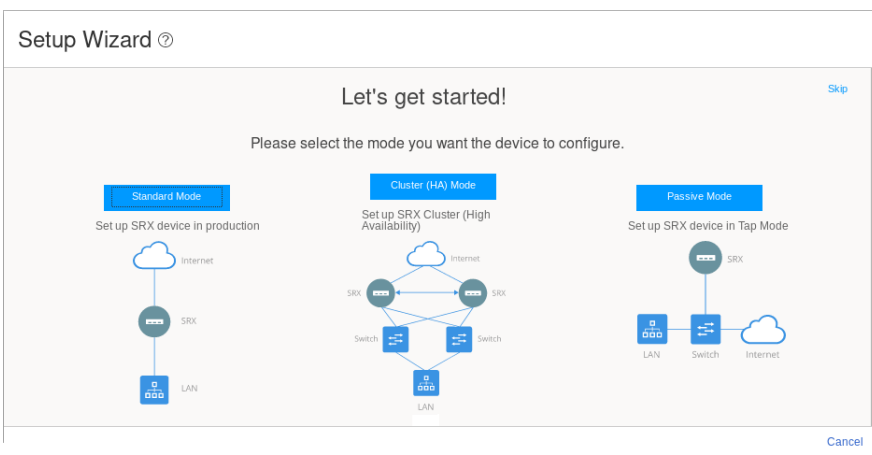 Setup Wizard ?
Let's get started!
Skip
Please select the mode you want the device to configure.
Standard Mode
Set up SRX device in production
Internet
SRX
LAN
Cluster (HA) Mode
Set up SRX Cluster (High
Availability)
Internet
SRX
SRX
Switch
Switch
LAN
Passive Mode
Set up SRX device in Tap Mode
SRX
LAN
Switch
Internet
Cancel